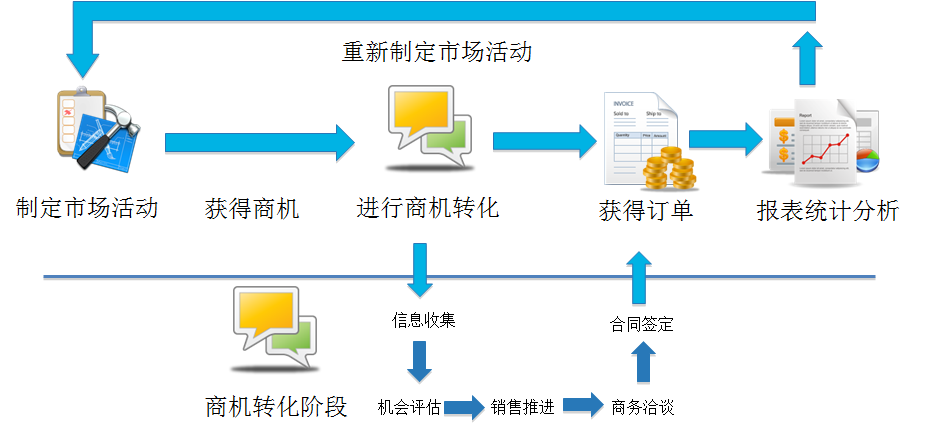 重新制定市场活动
INVOICE
Sold to
Ship to
Quantity
Price
Amount
Report
制定市场活动
获得商机
进行商机转化
获得订单
报表统计分析
信息收集
合同签定
商机转化阶段
机会评估
销售推进
商务洽谈